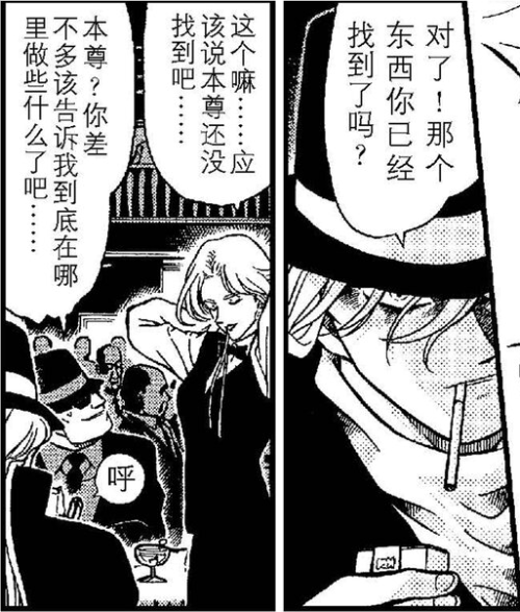 对了！那个
东西你已经
找到了吗？
这个嘛……应
该说本尊还没
找到吧……
本尊？你差
不多该告诉我到底在哪
里做些什么了吧……
呼